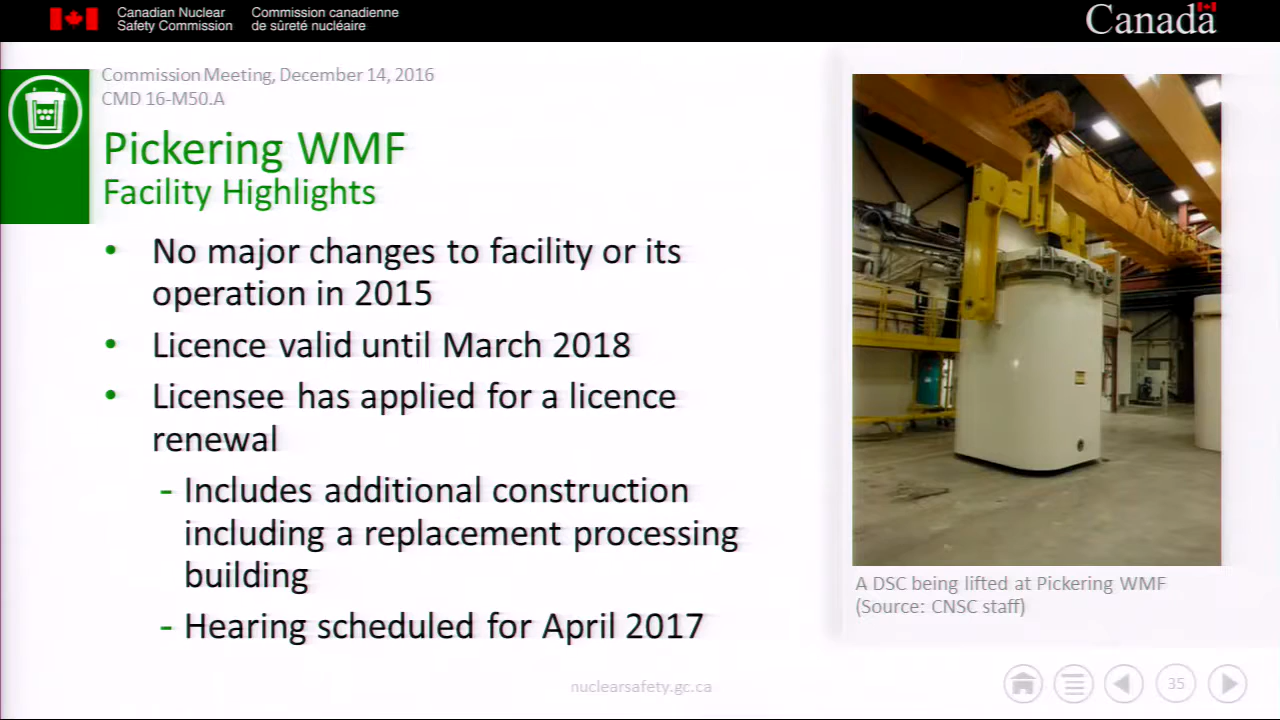 Canadian Nuclear
Safety Commission
Commission canadienne
de sûreté nucléaire
Canada
Commission Meeting, December 14, 2016
CMD 16-M50.A
Pickering WMF
Facility Highlights
• No major changes to facility or its
operation in 2015
• Licence valid until March 2018
• Licensee has applied for a licence
renewal
- Includes additional construction
including a replacement processing
building
- Hearing scheduled for April 2017
A DSC being lifted at Pickering WMF
(Source: CNSC staff)
nuclearsafety.gc.ca
35